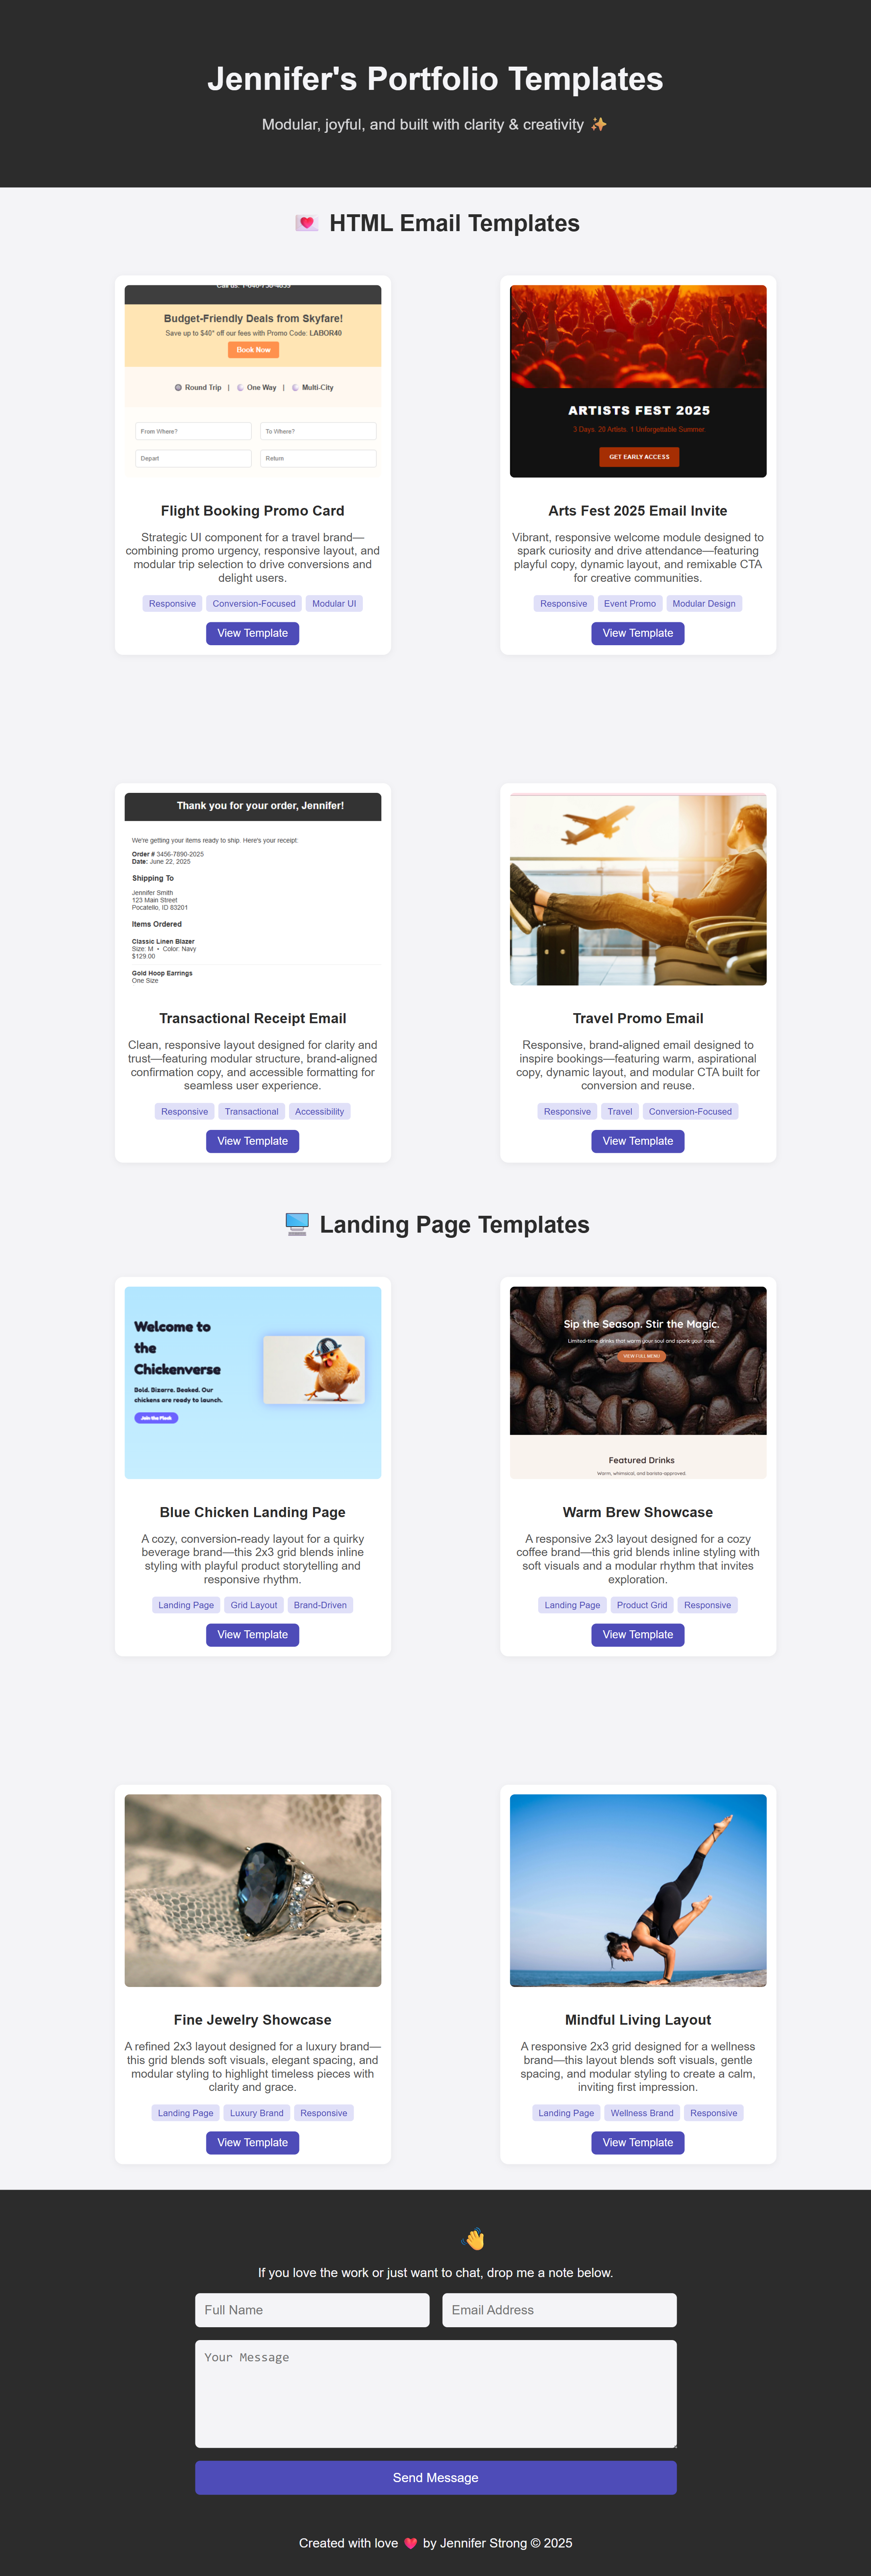 Jennifer's Portfolio Templates
Modular, joyful, and built with clarity & creativity ✨
💌 HTML Email Templates
Budget-Friendly Deals from Skyfare!
Save up to $40* off our fees with Promo Code: LABOR40
Book Now
Round Trip | One Way | Multi-City
From Where? To Where?
Depart Return
Flight Booking Promo Card
Strategic UI component for a travel brand—
combining promo urgency, responsive layout, and
modular trip selection to drive conversions and
delight users.
Responsive Conversion-Focused Modular UI
View Template
ARTISTS FEST 2025
3 Days. 20 Artists. 1 Unforgettable Summer.
GET EARLY ACCESS
Arts Fest 2025 Email Invite
Vibrant, responsive welcome module designed to
spark curiosity and drive attendance—featuring
playful copy, dynamic layout, and remixable CTA
for creative communities.
Responsive Event Promo Modular Design
View Template
Thank you for your order, Jennifer!
We're getting your items ready to ship. Here's your receipt:
Order # 3456-7890-2025
Date: June 22, 2025
Shipping To
Jennifer Smith
123 Main Street
Pocatello, ID 83201
Items Ordered
Classic Linen Blazer
Size: M • Color: Navy
$129.00
Gold Hoop Earrings
One Size
Transactional Receipt Email
Clean, responsive layout designed for clarity and
trust—featuring modular structure, brand-aligned
confirmation copy, and accessible formatting for
seamless user experience.
Responsive Transactional Accessibility
View Template
Travel Promo Email
Responsive, brand-aligned email designed to
inspire bookings—featuring warm, aspirational
copy, dynamic layout, and modular CTA built for
conversion and reuse.
Responsive Travel Conversion-Focused
View Template
🖥️ Landing Page Templates
Welcome to
the
Chickenverse
Bold. Bizarre. Beaked. Our
chickens are ready to launch.
Join the Flock
Blue Chicken Landing Page
A cozy, conversion-ready layout for a quirky
beverage brand—this 2x3 grid blends inline
styling with playful product storytelling and
responsive rhythm.
Landing Page Grid Layout Brand-Driven
View Template
Sip the Season. Stir the Magic.
Limited-time drinks that warm your soul and spark your sass.
VIEW FULL MENU
Featured Drinks
Warm, whimsical, and barista-approved.
Warm Brew Showcase
A responsive 2x3 layout designed for a cozy
coffee brand—this grid blends inline styling with
soft visuals and a modular rhythm that invites
exploration.
Landing Page Product Grid Responsive
View Template
Fine Jewelry Showcase
A refined 2x3 layout designed for a luxury brand—
this grid blends soft visuals, elegant spacing, and
modular styling to highlight timeless pieces with
clarity and grace.
Landing Page Luxury Brand Responsive
View Template
Mindful Living Layout
A responsive 2x3 grid designed for a wellness
brand—this layout blends soft visuals, gentle
spacing, and modular styling to create a calm,
inviting first impression.
Landing Page Wellness Brand Responsive
View Template
👋
If you love the work or just want to chat, drop me a note below.
Full Name Email Address
Your Message
Send Message
Created with love 💗 by Jennifer Strong © 2025